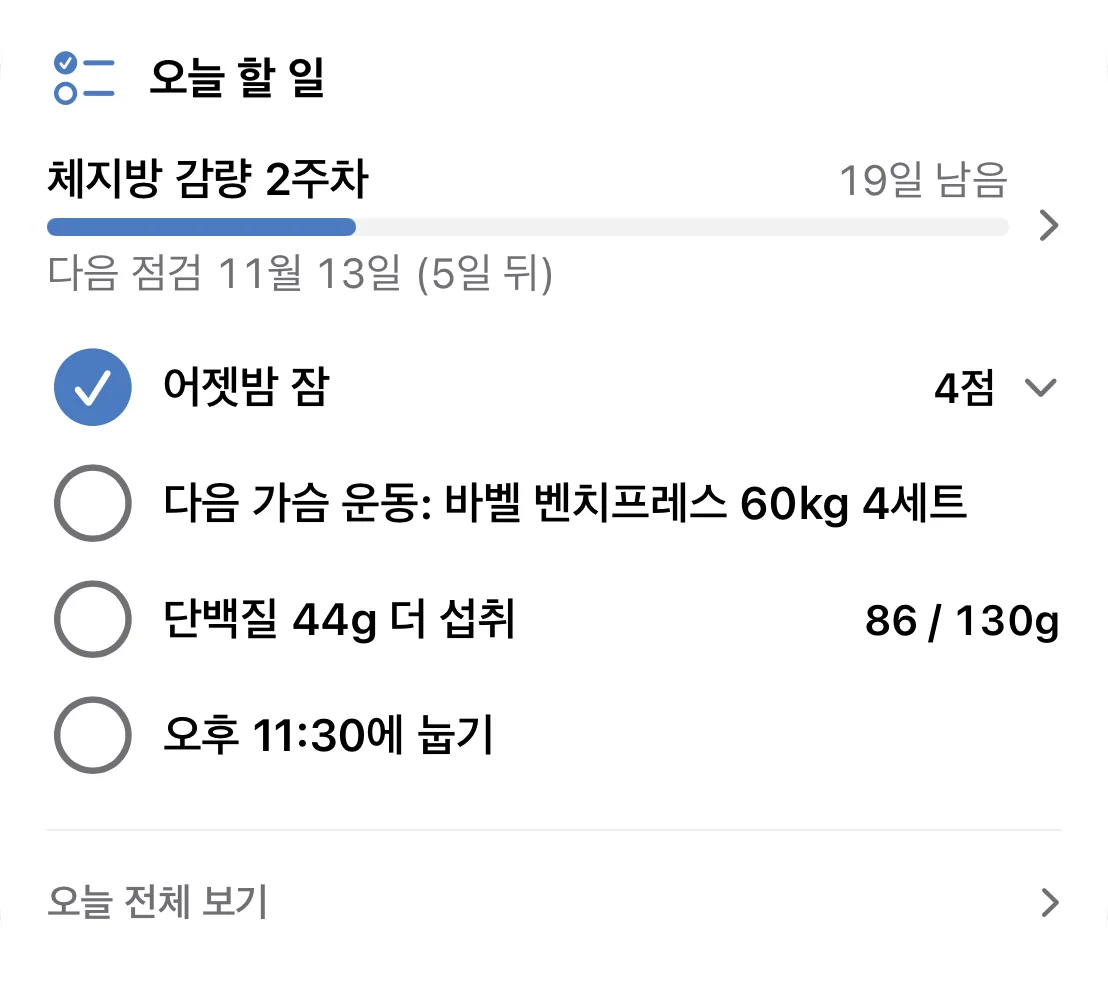 오늘 할 일
체지방 감량 2주차 19일 남음
다음 점검 11월 13일 (5일 뒤)
어젯밤 잠 4점
다음 가슴 운동: 바벨 벤치프레스 60kg 4세트
단백질 44g 더 섭취 86 / 130g
오후 11:30에 눕기
오늘 전체 보기